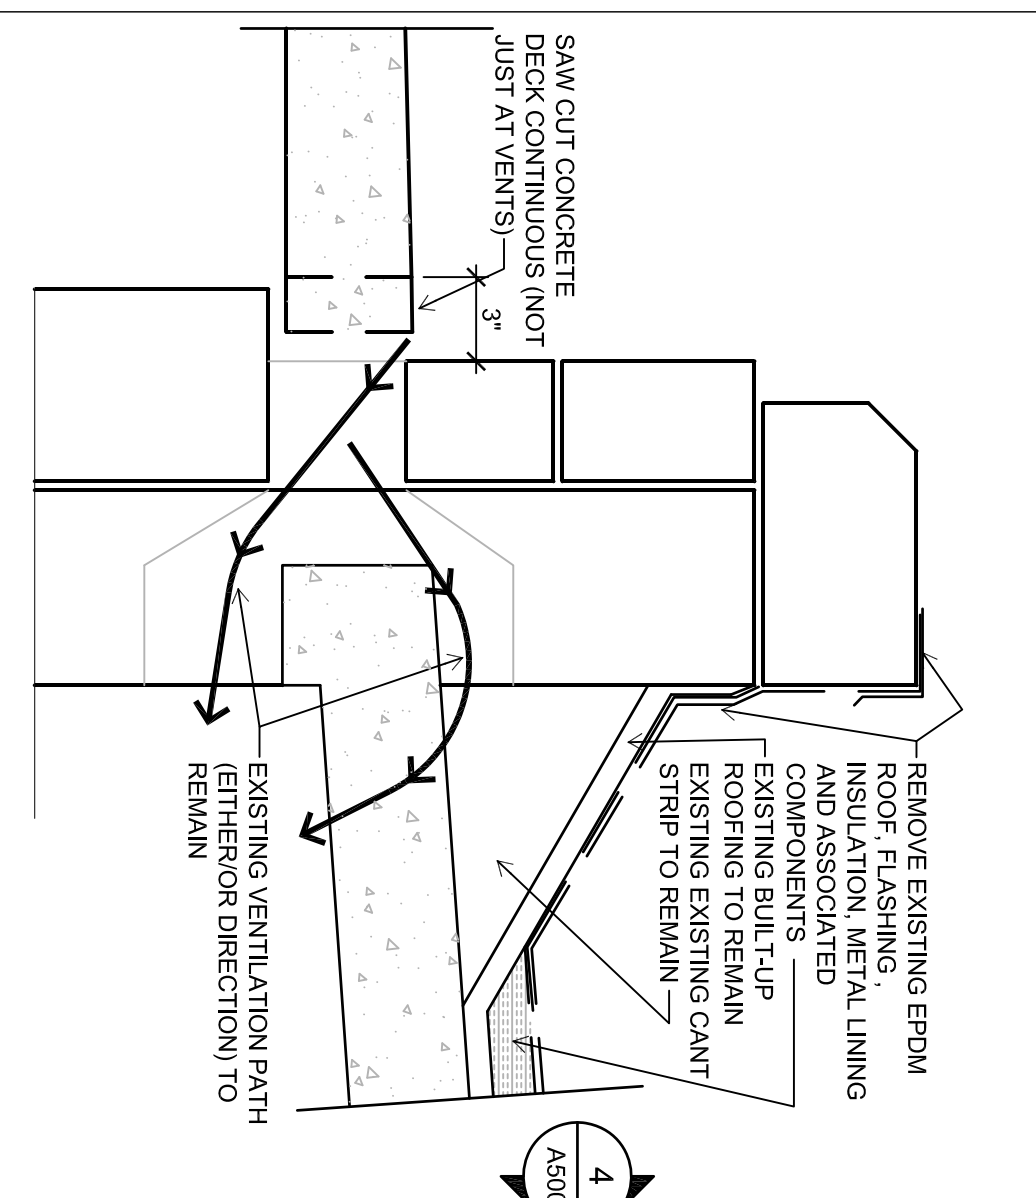 SAW CUT CONCRETE
DECK CONTINUOUS (NOT
JUST AT VENTS)
3"
REMOVE EXISTING EPDM
ROOF, FLASHING ,
INSULATION, METAL LINING
AND ASSOCIATED
COMPONENTS
EXISTING BUILT-UP
ROOFING TO REMAIN
EXISTING EXISTING CANT
STRIP TO REMAIN
EXISTING VENTILATION PATH
(EITHER/OR DIRECTION) TO
REMAIN
4
A500